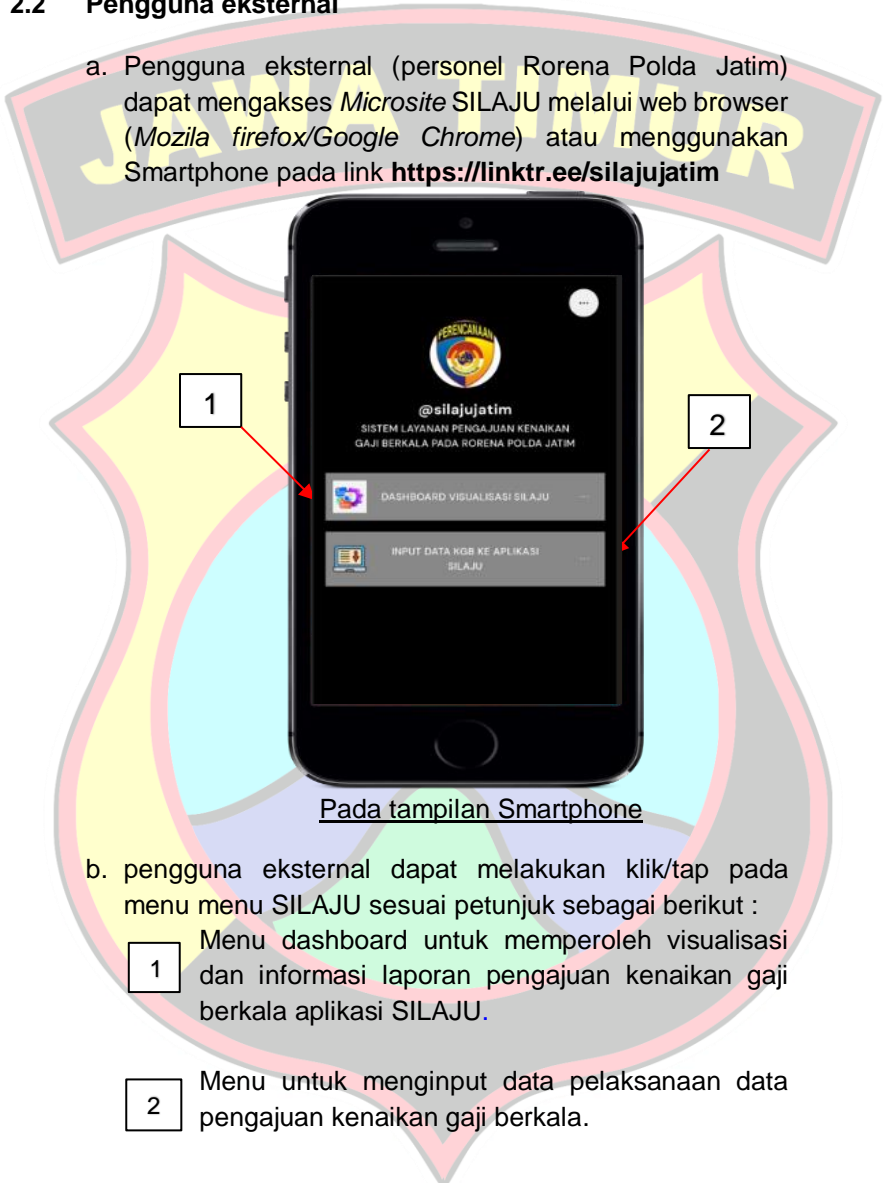 2.2 Pengguna eksternal
JAWA TIMUR
a. Pengguna eksternal (personel Rorena Polda Jatim)
dapat mengakses Microsite SILAJU melalui web browser
(Mozila firefox/Google Chrome) atau menggunakan
Smartphone pada link https://linktr.ee/silajujatim
PERENCANAAN
1
@silajujatim
2
SISTEM LAYANAN PENGAJUAN KENAIKAN
GAJI BERKALA PADA RORENA POLDA JATIM
DASHBOARD VISUALISASI SILAJU
INPUT DATA KGB KE APLIKASI
SILAJU
Pada tampilan Smartphone
b. pengguna eksternal dapat melakukan klik/tap pada
menu menu SILAJU sesuai petunjuk sebagai berikut :
1 Menu dashboard untuk memperoleh visualisasi
dan informasi laporan pengajuan kenaikan gaji
berkala aplikasi SILAJU.
2 Menu untuk menginput data pelaksanaan data
pengajuan kenaikan gaji berkala.